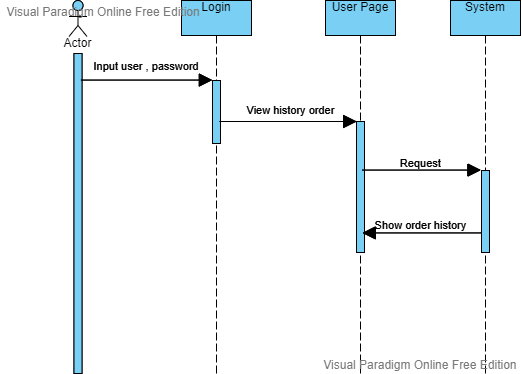 Visual Paradigm Online Free Edition
Login
User Page
System
Actor
Input user , password
View history order
Request
Show order history
Visual Paradigm Online Free Edition